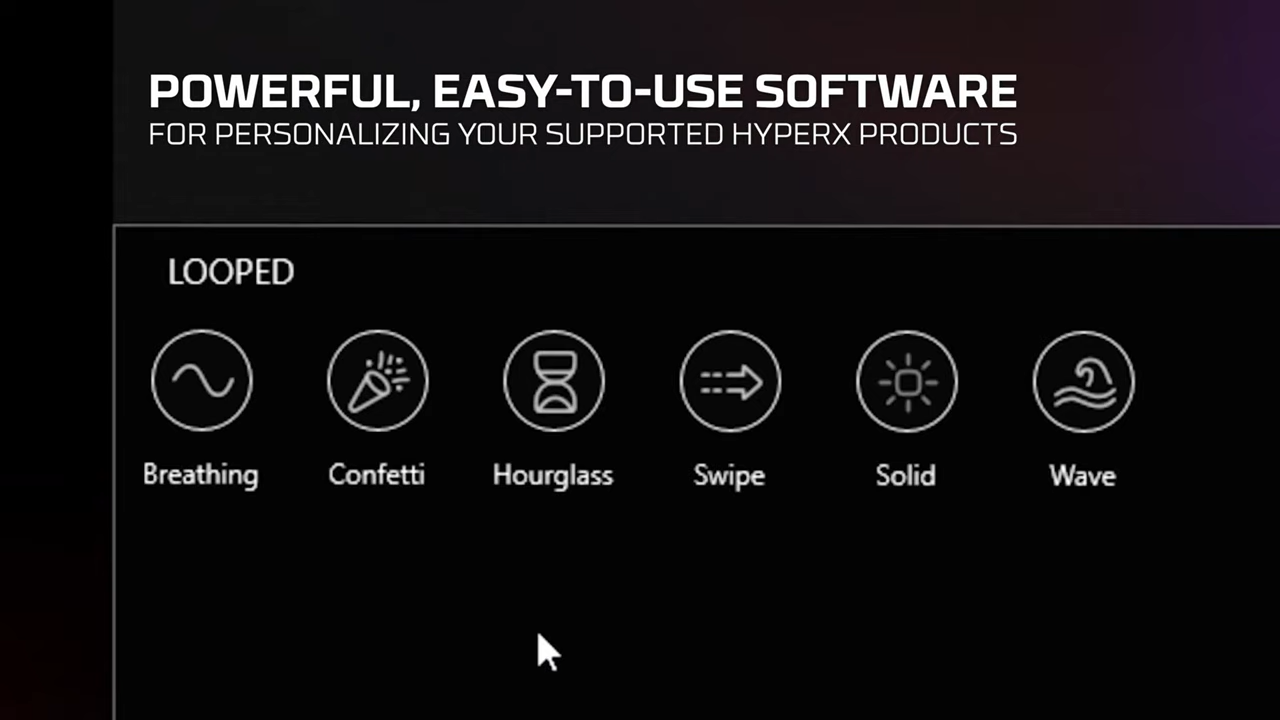 POWERFUL, EASY-TO-USE SOFTWARE
FOR PERSONALIZING YOUR SUPPORTED HYPERX PRODUCTS
LOOPED
Breathing Confetti Hourglass Swipe Solid Wave